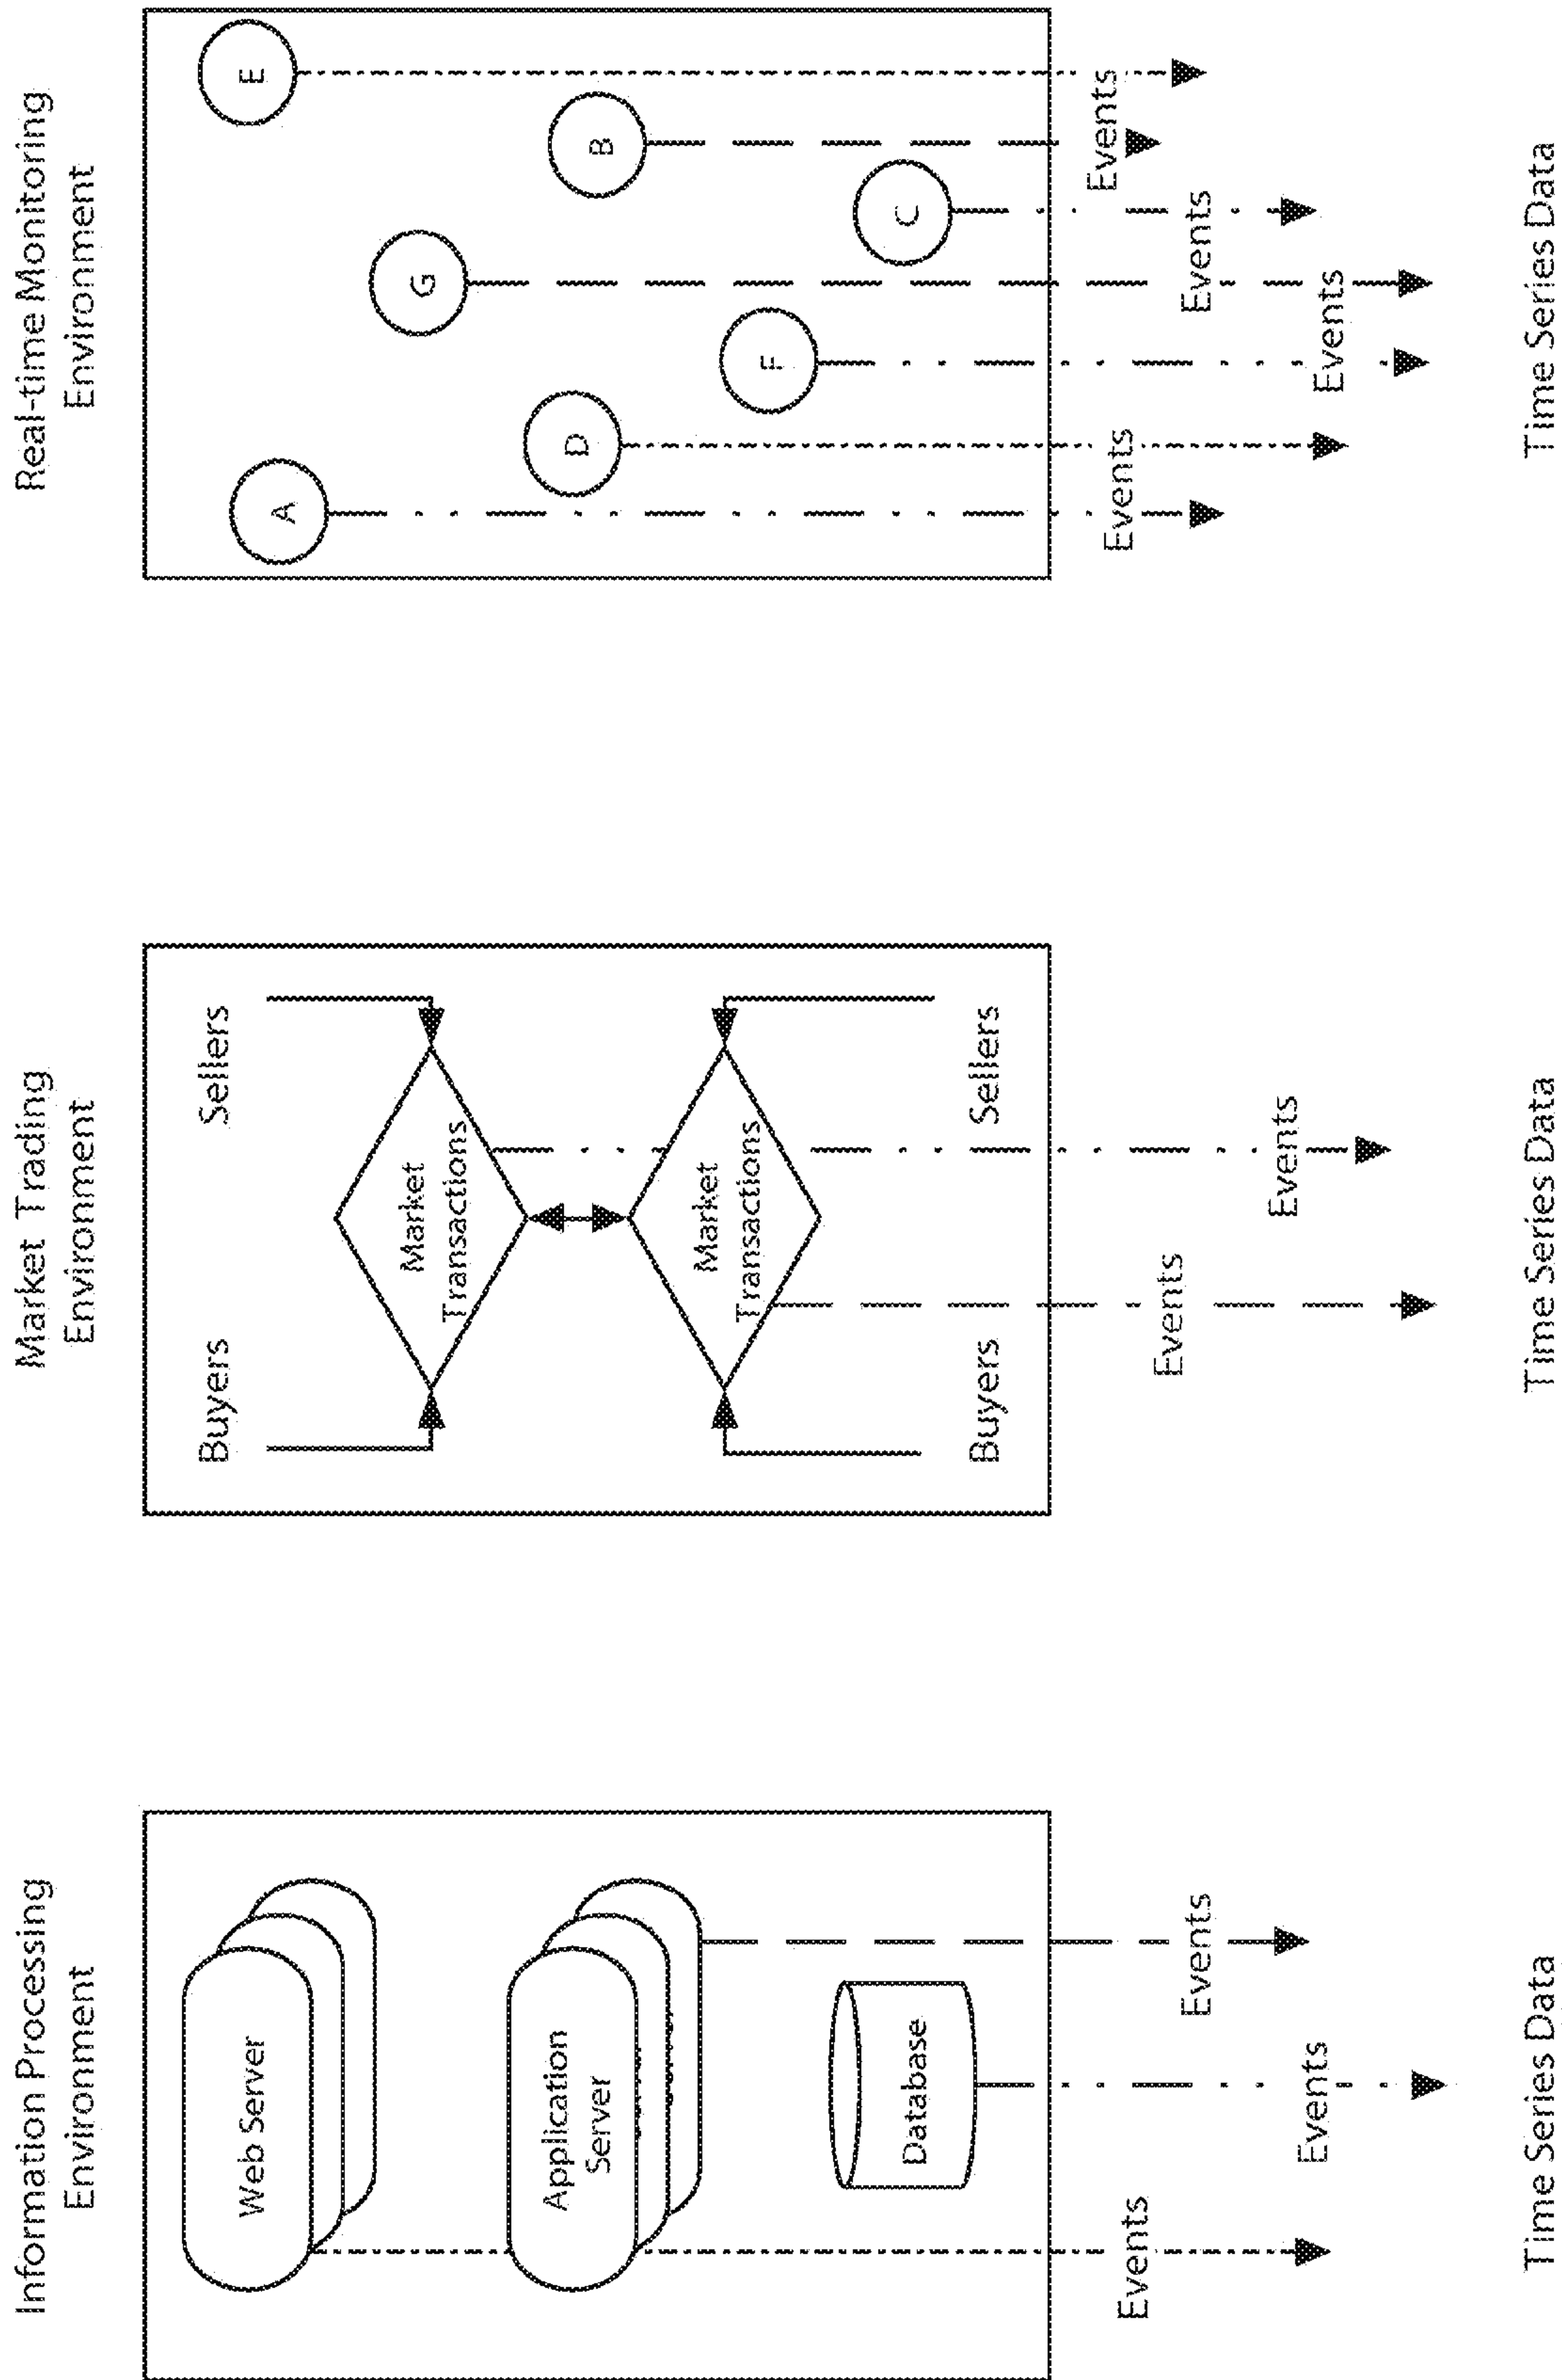 Information Processing
Environment
Web Server
Application
Server
Database
Events
Events
Events
Time Series Data
Market Trading
Environment
Buyers
Sellers
Market
Transactions
Market
Transactions
Buyers
Sellers
Events
Events
Time Series Data
Real-time Monitoring
Environment
E
A
G
D
B
F
C
Events
Events
Events
Events
Time Series Data